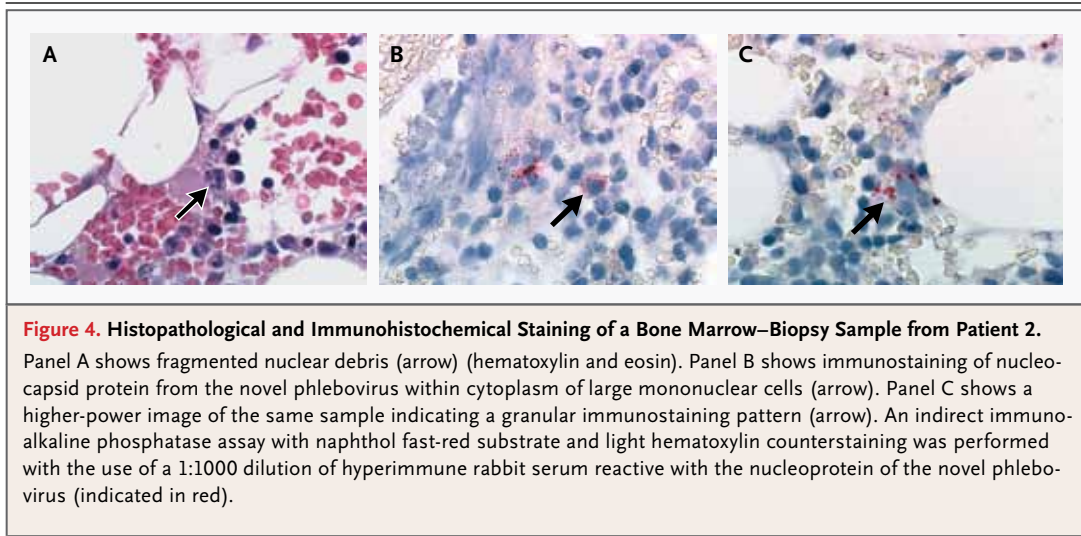 A
B
C
Figure 4. Histopathological and Immunohistochemical Staining of a Bone Marrow–Biopsy Sample from Patient 2.
Panel A shows fragmented nuclear debris (arrow) (hematoxylin and eosin). Panel B shows immunostaining of nucleo-
capsid protein from the novel phlebovirus within cytoplasm of large mononuclear cells (arrow). Panel C shows a
higher-power image of the same sample indicating a granular immunostaining pattern (arrow). An indirect immuno-
alkaline phosphatase assay with naphthol fast-red substrate and light hematoxylin counterstaining was performed
with the use of a 1:1000 dilution of hyperimmune rabbit serum reactive with the nucleoprotein of the novel phlebo-
virus (indicated in red).